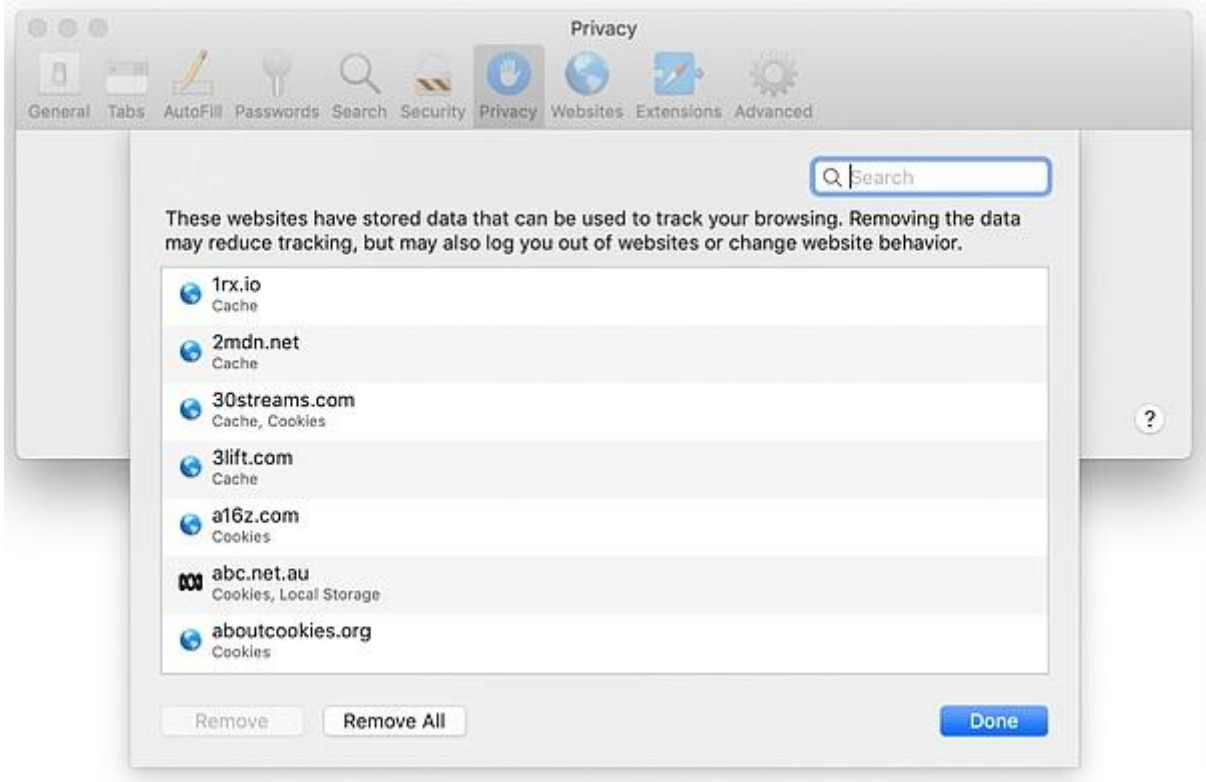 Privacy
General Tabs AutoFill Passwords Search Security Privacy Websites Extensions Advanced
Search
These websites have stored data that can be used to track your browsing. Removing the data
may reduce tracking, but may also log you out of websites or change website behavior.
1rx.io
Cache
2mdn.net
Cache
30streams.com
Cache, Cookies
3lift.com
Cache
a16z.com
Cookies
abc.net.au
Cookies, Local Storage
aboutcookies.org
Cookies
?
Remove Remove All Done